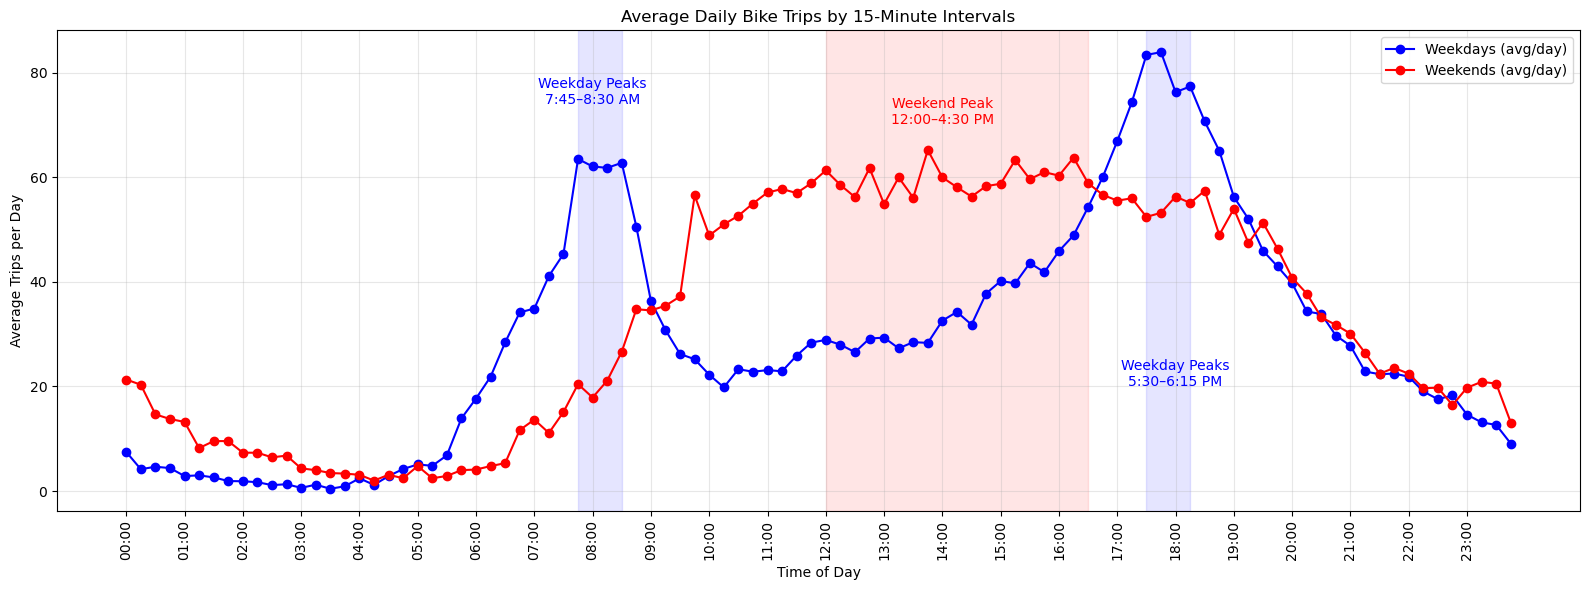 Average Daily Bike Trips by 15-Minute Intervals
Weekdays (avg/day)
Weekends (avg/day)
Weekday Peaks
7:45–8:30 AM
Weekend Peak
12:00–4:30 PM
Weekday Peaks
5:30–6:15 PM
Average Trips per Day
80
60
40
20
0
00:00
01:00
02:00
03:00
04:00
05:00
06:00
07:00
08:00
09:00
10:00
11:00
12:00
13:00
14:00
15:00
16:00
17:00
18:00
19:00
20:00
21:00
22:00
23:00
Time of Day